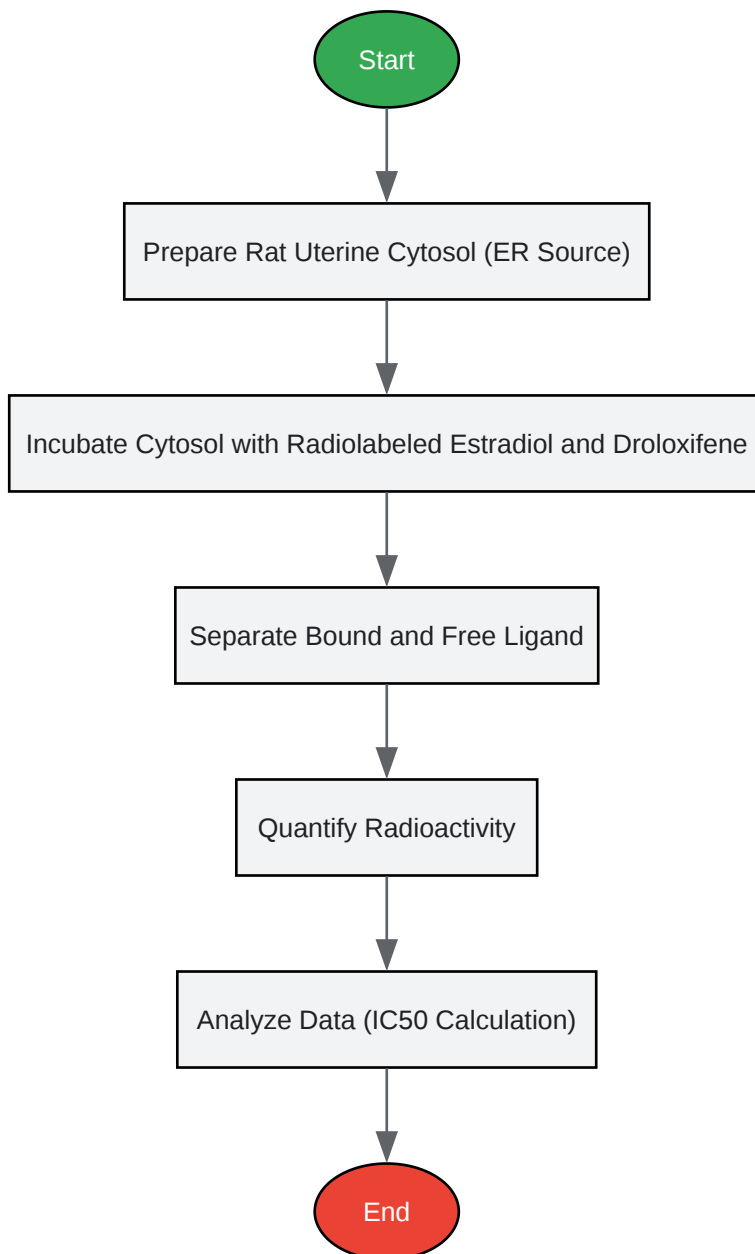 Start
Prepare Rat Uterine Cytosol (ER Source)
Incubate Cytosol with Radiolabeled Estradiol and Droloxifene
Separate Bound and Free Ligand
Quantify Radioactivity
Analyze Data (IC50 Calculation)
End